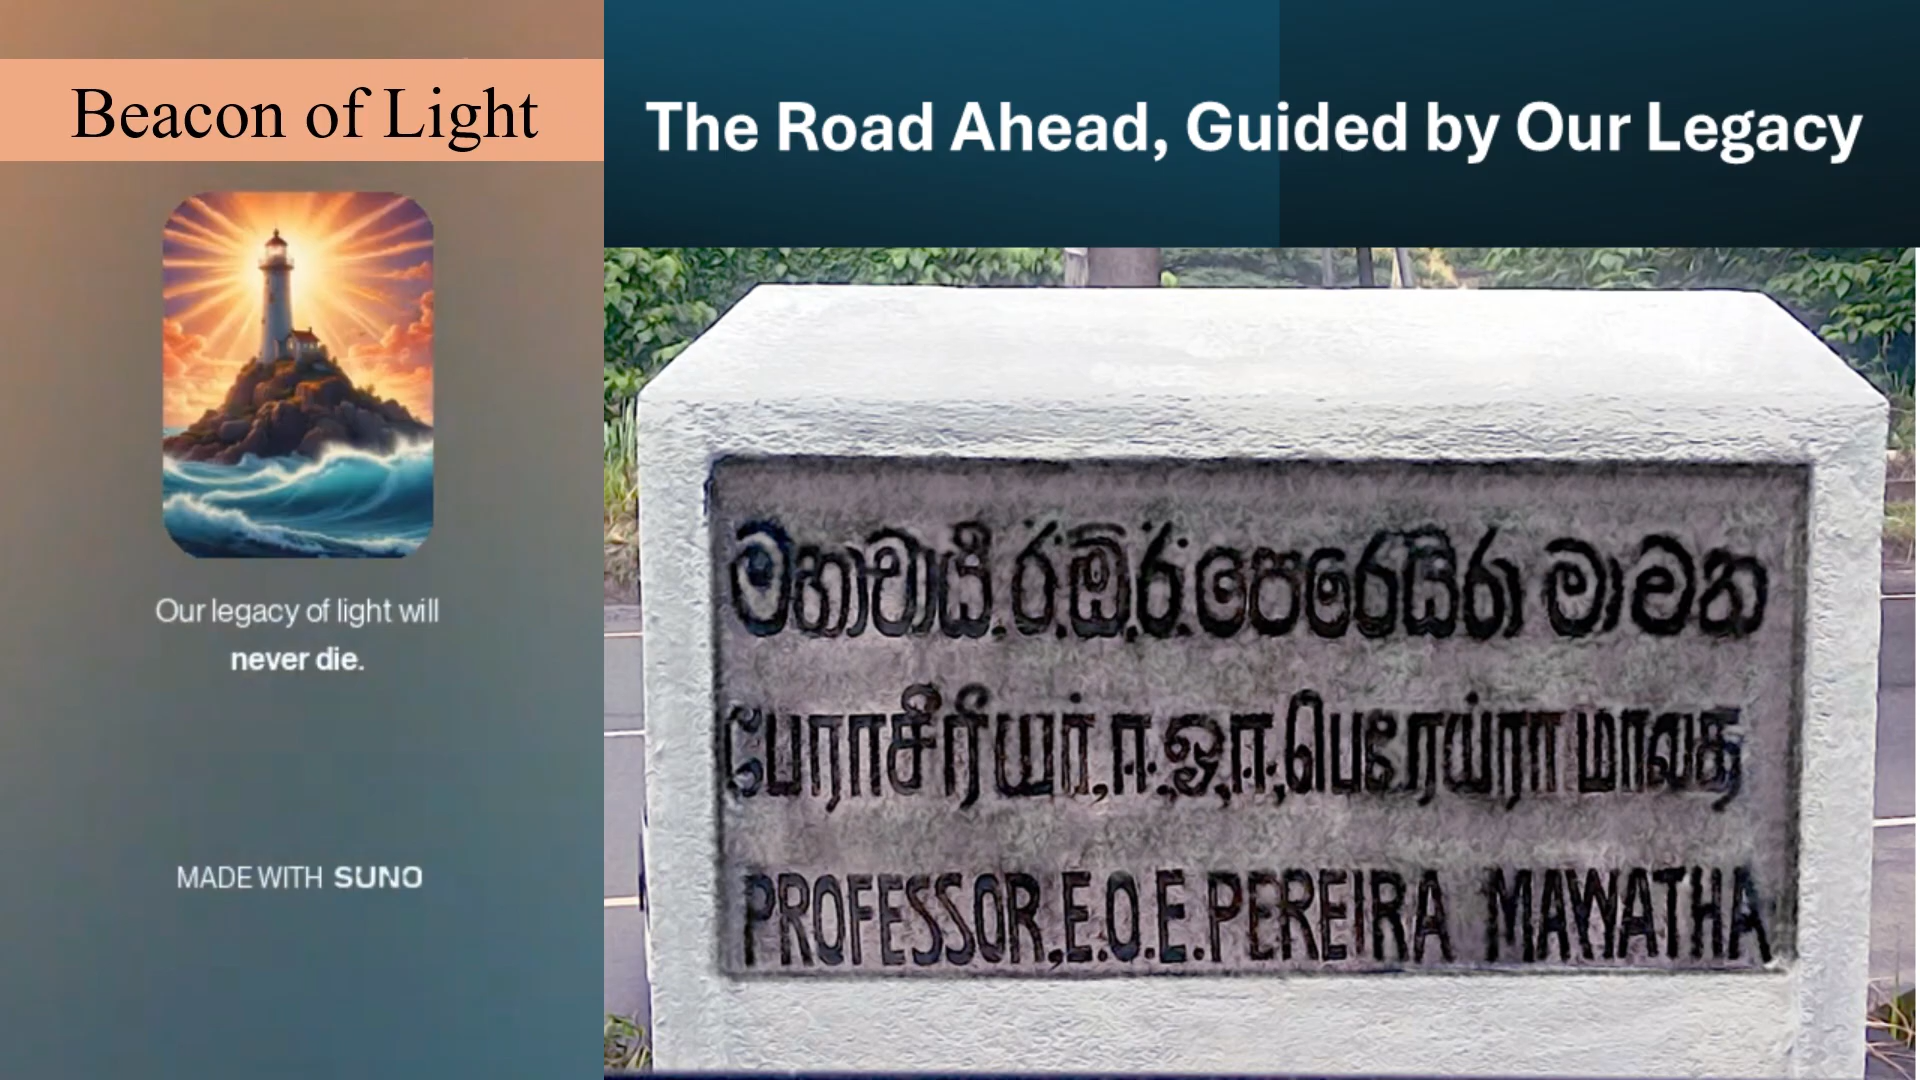 Beacon of Light
Our legacy of light will
never die.
MADE WITH SUNO
The Road Ahead, Guided by Our Legacy
මහාචාර්ය ඊ.ඕ.ඊ.පෙරේරා මාවත
பேராசிரியர்,ஈ.ஓ.ஈ,பெரேய்ரா மாவத
PROFESSOR,E.O.E.PEREIRA MAWATHA